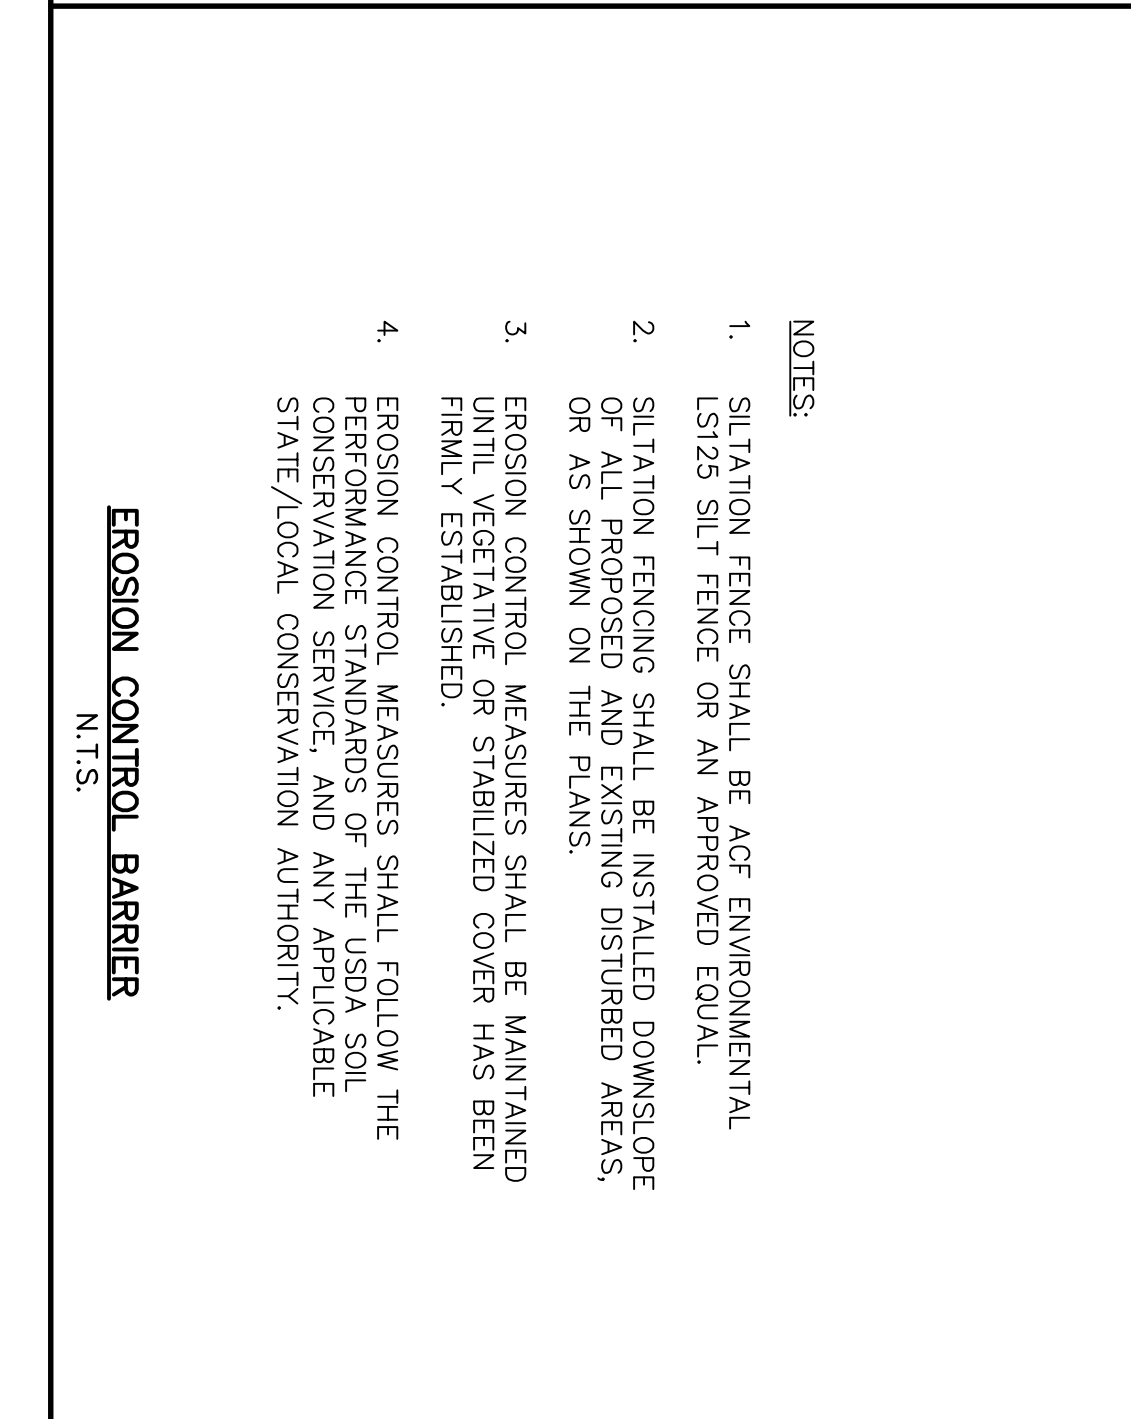 NOTES:
1. SILTATION FENCE SHALL BE ACF ENVIRONMENTAL
LS125 SILT FENCE OR AN APPROVED EQUAL.
2. SILTATION FENCING SHALL BE INSTALLED DOWNSLOPE
OF ALL PROPOSED AND EXISTING DISTURBED AREAS,
OR AS SHOWN ON THE PLANS.
3. EROSION CONTROL MEASURES SHALL BE MAINTAINED
UNTIL VEGETATIVE OR STABILIZED COVER HAS BEEN
FIRMLY ESTABLISHED.
4. EROSION CONTROL MEASURES SHALL FOLLOW THE
PERFORMANCE STANDARDS OF THE USDA SOIL
CONSERVATION SERVICE, AND ANY APPLICABLE
STATE/LOCAL CONSERVATION AUTHORITY.
EROSION CONTROL BARRIER
N.T.S.